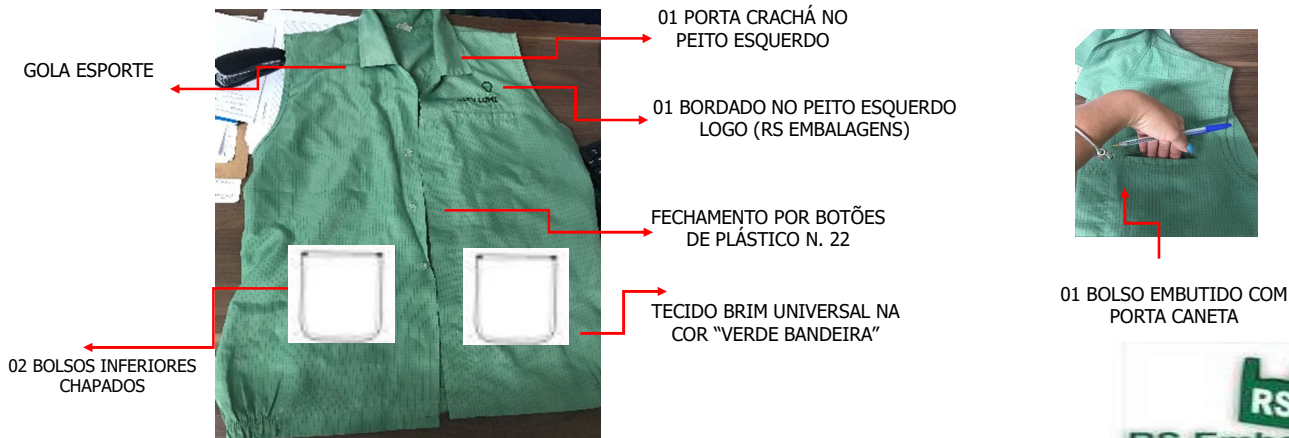 GOLA ESPORTE
02 BOLSOS INFERIORES
CHAPADOS
01 PORTA CRACHÁ NO
PEITO ESQUERDO
01 BORDADO NO PEITO ESQUERDO
LOGO (RS EMBALAGENS)
FECHAMENTO POR BOTÕES
DE PLÁSTICO N. 22
TECIDO BRIM UNIVERSAL NA
COR “VERDE BANDEIRA”
01 BOLSO EMBUTIDO COM
PORTA CANETA
RS